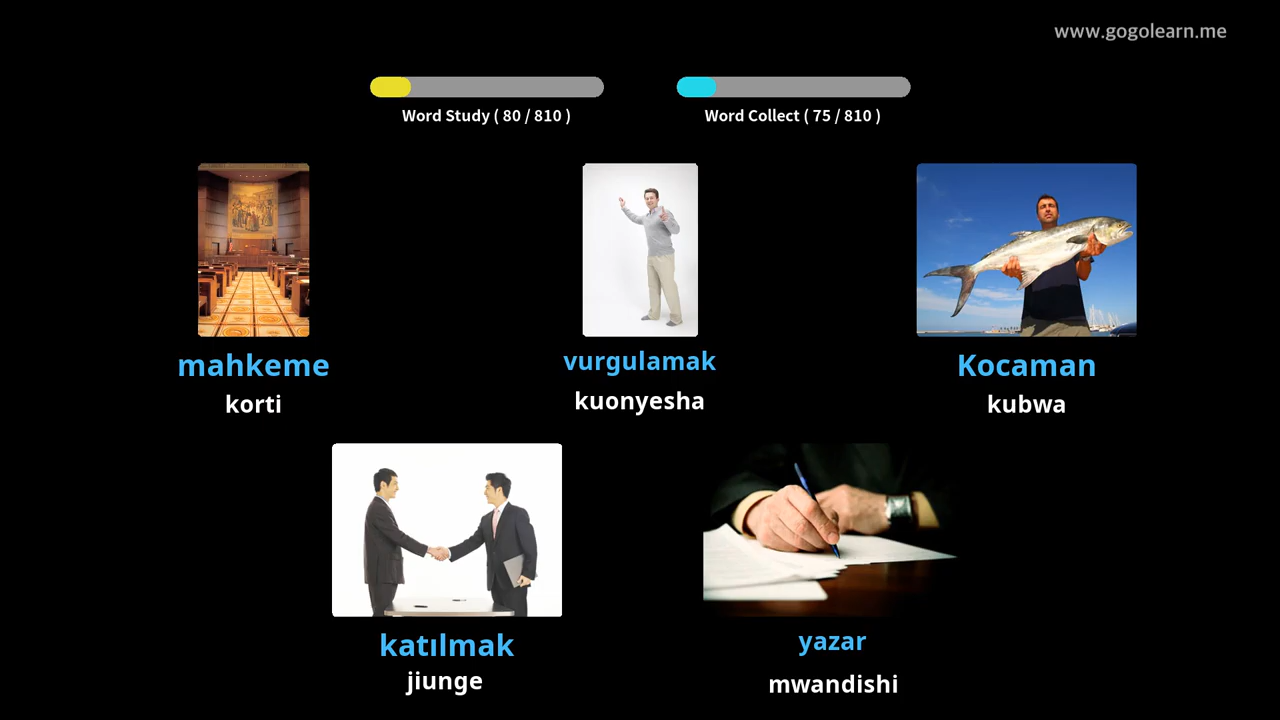 www.gogolearn.me
Word Study ( 80 / 810 )
Word Collect ( 75 / 810 )
mahkeme
korti
vurgulamak
kuonyesha
Kocaman
kubwa
katılmak
jiunge
yazar
mwandishi